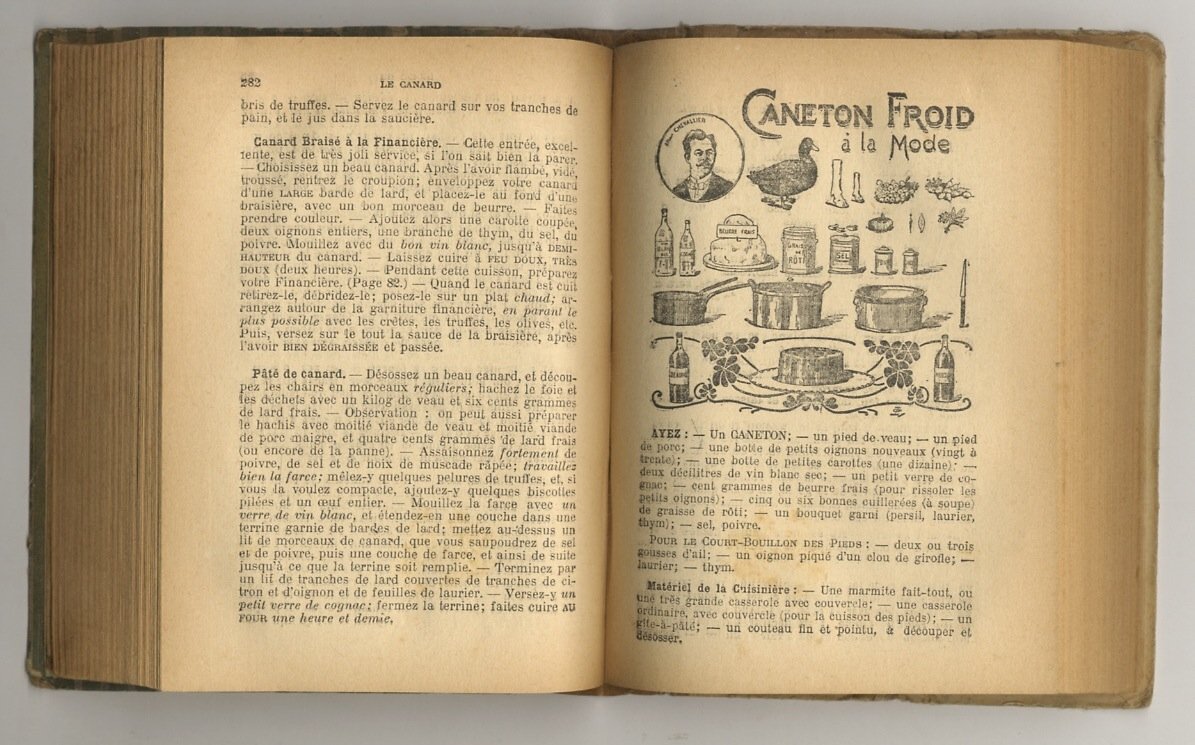 282
LE CANARD
bris de truffes. — Servez le canard sur vos tranches de
pain, et le jus dans la saucière.
Canard Braisé à la Financière. — Cette entrée, excel-
lente, est de très joli service, si l'on sait bien la parer.
— Choisissez un beau canard. Après l'avoir flambé, vidé,
troussé, rentrez le croupion; enveloppez votre canard
d'une LARGE barde de lard, et placez-le au fond d'une
braisière, avec un bon morceau de beurre. — Faites
prendre couleur. — Ajoutez alors une carotte coupée,
deux oignons entiers, une branche de thym, du sel, du
poivre. Mouillez avec du bon vin blanc, jusqu'à DEMI-
HAUTEUR du canard. — Laissez cuire à FEU DOUX, TRÈS
DOUX (deux heures). — Pendant cette cuisson, préparez
votre Financière. (Page 82.) — Quand le canard est cuit
retirez-le, débridez-le; posez-le sur un plat chaud; ar-
rangez autour de la garniture financière, en parant le
plus possible avec les crêtes, les truffes, les olives, etc.
Puis, versez sur le tout la sauce de la braisière, après
l'avoir BIEN DÉGRAISSÉE et passée.
Pâté de canard. — Désossez un beau canard, et décou-
pez les chairs en morceaux réguliers; hachez le foie et
les déchets avec un kilog de veau et six cents grammes
de lard frais. — Observation : on peut aussi préparer
le hachis avec moitié viande de veau et moitié viande
de porc maigre, et quatre cents grammes de lard frais
(ou encore de la panne). — Assaisonnez fortement de
poivre, de sel et de noix de muscade râpée; travaillez
bien la farce; mêlez-y quelques pelures de truffes, et, si
vous la voulez compacte, ajoutez-y quelques biscottes
pilées et un œuf entier. — Mouillez la farce avec un
verre de vin blanc, et étendez-en une couche dans une
terrine garnie de bardes de lard; mettez au-dessus un
lit de morceaux de canard, que vous saupoudrez de sel
et de poivre, puis une couche de farce, et ainsi de suite
jusqu'à ce que la terrine soit remplie. — Terminez par
un lit de tranches de lard couvertes de tranches de ci-
tron et d'oignon et de feuilles de laurier. — Versez-y un
petit verre de cognac; fermez la terrine; faites cuire AU
FOUR une heure et demie.
CANETON FROID
à la Mode
CHEVALLIER
BEURRE FRAIS
RÔTI
SEL
AYEZ : — Un CANETON; — un pied de veau; — un pied
de porc; — une botte de petits oignons nouveaux (vingt à
trente); — une botte de petites carottes (une dizaine); —
deux décilitres de vin blanc sec; — un petit verre de co-
gnac; — cent grammes de beurre frais (pour rissoler les
petits oignons); — cinq ou six bonnes cuillerées (à soupe)
de graisse de rôti; — un bouquet garni (persil, laurier,
thym); — sel, poivre.
POUR LE COURT-BOUILLON DES PIEDS : — deux ou trois
gousses d'ail; — un oignon piqué d'un clou de girofle; —
laurier; — thym.
Matériel de la Cuisinière : — Une marmite fait-tout, ou
une très grande casserole avec couvercle; — une casserole
ordinaire, avec couvercle (pour la cuisson des pieds); — un
gîte-à-pâté; — un couteau fin et pointu, à découper et
désosser.